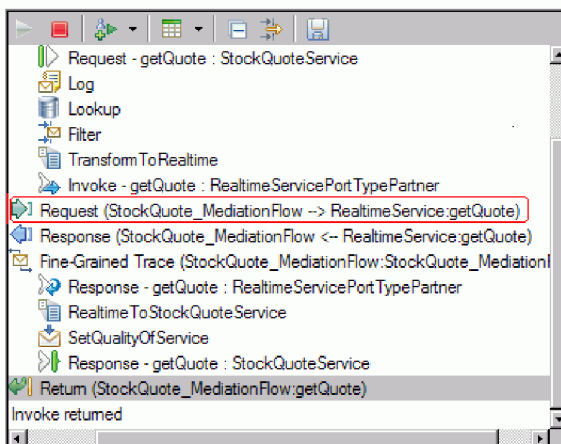 Request - getQuote : StockQuoteService
Log
Lookup
Filter
TransformToRealtime
Invoke - getQuote : RealtimeServicePortTypePartner
Request (StockQuote_MediationFlow --> RealtimeService:getQuote)
Response (StockQuote_MediationFlow <-- RealtimeService:getQuote)
Fine-Grained Trace (StockQuote_MediationFlow:StockQuote_Mediation
Response - getQuote : RealtimeServicePortTypePartner
RealtimeToStockQuoteService
SetQualityOfService
Response - getQuote : StockQuoteService
Return (StockQuote_MediationFlow:getQuote)
Invoke returned